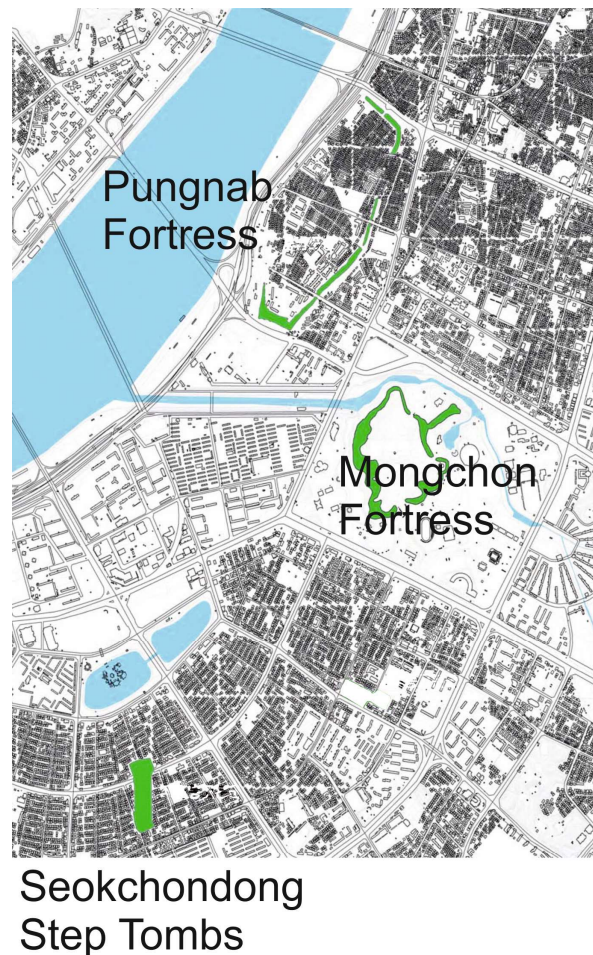 Pungnab
Fortress
Mongchon
Fortress
Seokchondong
Step Tombs